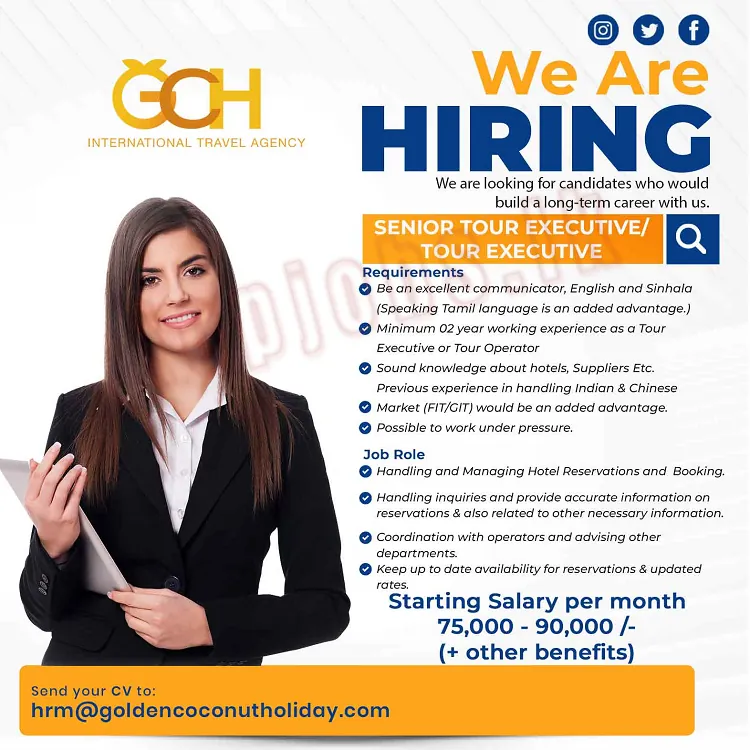 GCH
INTERNATIONAL TRAVEL AGENCY
We Are
HIRING
We are looking for candidates who would
build a long-term career with us.
SENIOR TOUR EXECUTIVE/
TOUR EXECUTIVE
Requirements
Be an excellent communicator, English and Sinhala
(Speaking Tamil language is an added advantage.)
Minimum 02 year working experience as a Tour
Executive or Tour Operator
Sound knowledge about hotels, Suppliers Etc.
Previous experience in handling Indian & Chinese
Market (FIT/GIT) would be an added advantage.
Possible to work under pressure.
Job Role
Handling and Managing Hotel Reservations and Booking.
Handling inquiries and provide accurate information on
reservations & also related to other necessary information.
Coordination with operators and advising other
departments.
Keep up to date availability for reservations & updated
rates.
Starting Salary per month
75,000 - 90,000 /-
(+ other benefits)
Send your CV to:
hrm@goldencoconutholiday.com